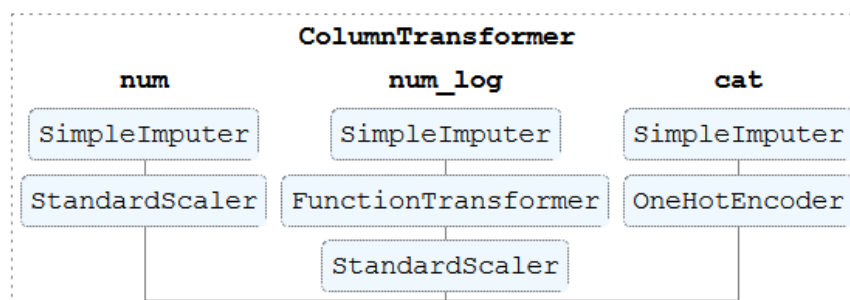 ColumnTransformer
num num_log cat
SimpleImputer SimpleImputer SimpleImputer
StandardScaler FunctionTransformer OneHotEncoder
StandardScaler